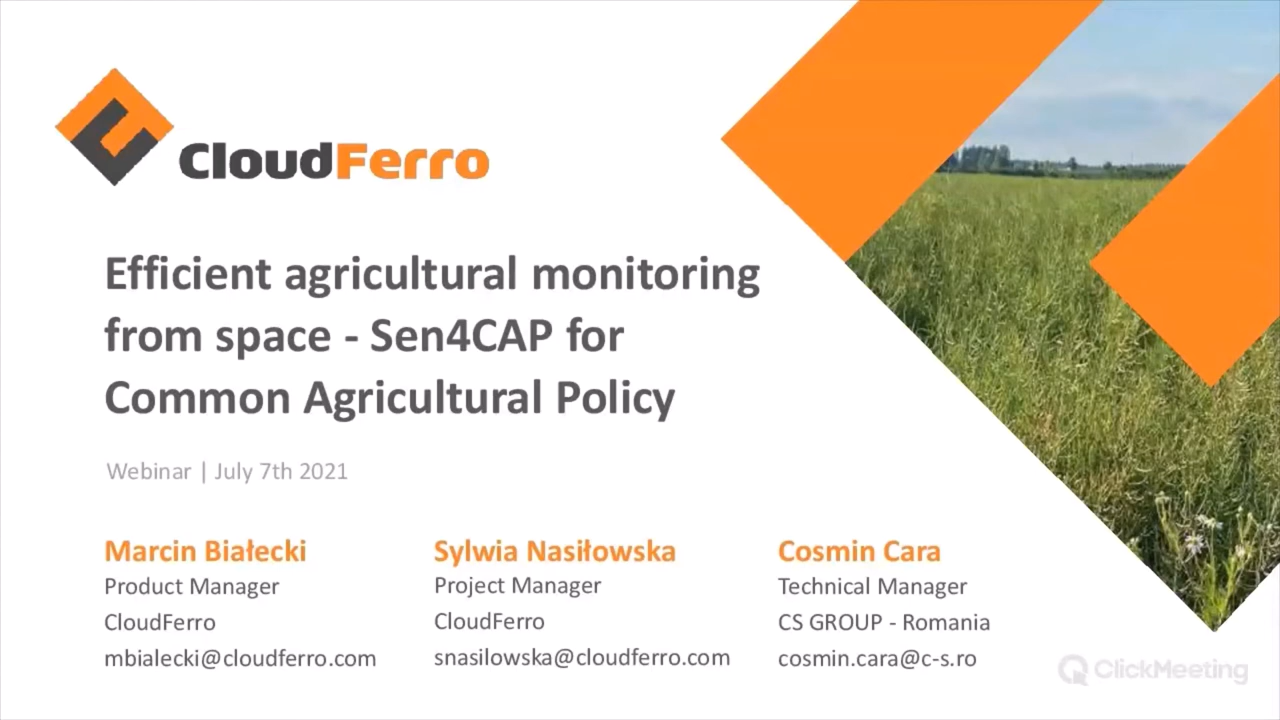 CloudFerro
Efficient agricultural monitoring
from space - Sen4CAP for
Common Agricultural Policy
Webinar | July 7th 2021
Marcin Białecki
Product Manager
CloudFerro
mbialecki@cloudferro.com
Sylwia Nasiłowska
Project Manager
CloudFerro
snasilowska@cloudferro.com
Cosmin Cara
Technical Manager
CS GROUP - Romania
cosmin.cara@c-s.ro
ClickMeeting